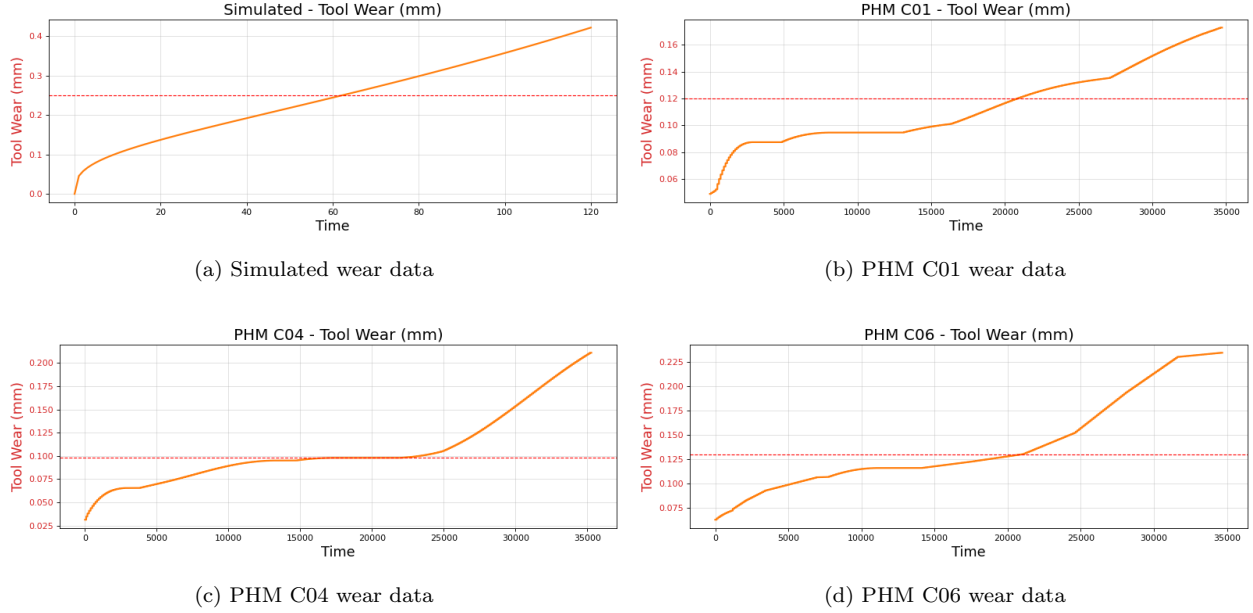 Simulated - Tool Wear (mm)
Tool Wear (mm)
0.4
0.3
0.2
0.1
0.0
0 20 40 60 80 100 120
Time
(a) Simulated wear data
PHM C01 - Tool Wear (mm)
Tool Wear (mm)
0.16
0.14
0.12
0.10
0.08
0.06
0 5000 10000 15000 20000 25000 30000 35000
Time
(b) PHM C01 wear data
PHM C04 - Tool Wear (mm)
Tool Wear (mm)
0.200
0.175
0.150
0.125
0.100
0.075
0.050
0.025
0 5000 10000 15000 20000 25000 30000 35000
Time
(c) PHM C04 wear data
PHM C06 - Tool Wear (mm)
Tool Wear (mm)
0.225
0.200
0.175
0.150
0.125
0.100
0.075
0 5000 10000 15000 20000 25000 30000 35000
Time
(d) PHM C06 wear data